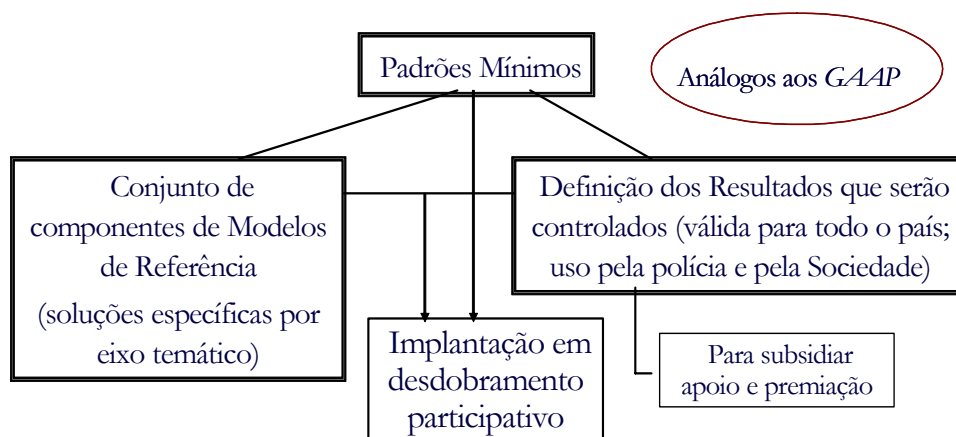 Padrões Mínimos
Análogos aos GAAP
Conjunto de
componentes de Modelos
de Referência
(soluções específicas por
eixo temático)
Definição dos Resultados que serão
controlados (válida para todo o país;
uso pela polícia e pela Sociedade)
Implantação em
desdobramento
participativo
Para subsidiar
apoio e premiação